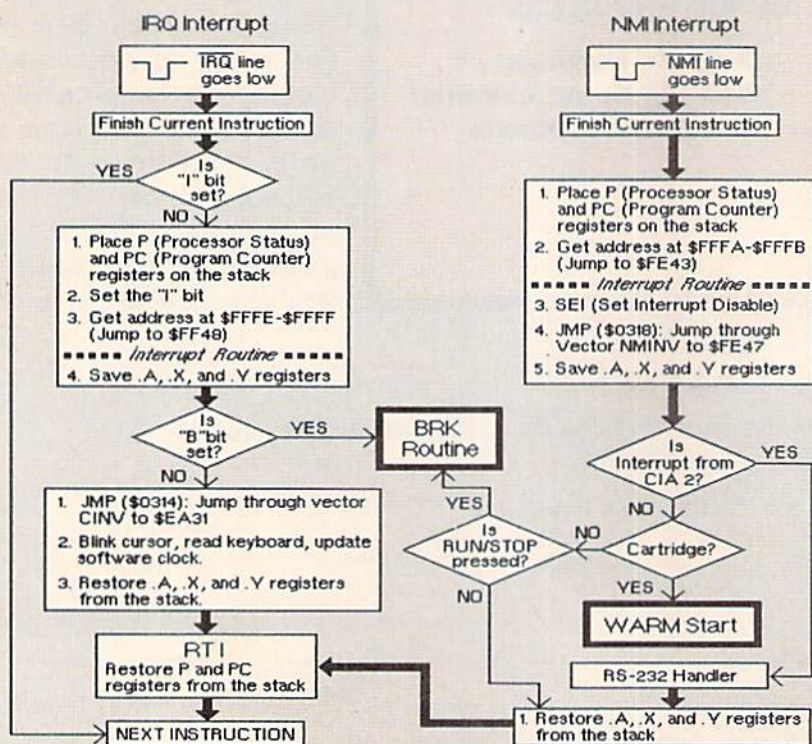 IRQ Interrupt
IRQ line
goes low
Finish Current Instruction
YES
Is
"I" bit
set?
NO
1. Place P (Processor Status)
and PC (Program Counter)
registers on the stack
2. Set the "I" bit
3. Get address at $FFFE-$FFFF
(Jump to $FF48)
Interrupt Routine
4. Save .A, .X, and .Y registers
Is
"B" bit
set?
YES
BRK
Routine
NO
1. JMP ($0314): Jump through vector
CINV to $EA31
2. Blink cursor, read keyboard, update
software clock.
3. Restore .A, .X, and .Y registers
from the stack.
RTI
Restore P and PC
registers from the stack
NEXT INSTRUCTION
NMI Interrupt
NMI line
goes low
Finish Current Instruction
1. Place P (Processor Status)
and PC (Program Counter)
registers on the stack
2. Get address at $FFFA-$FFFB
(Jump to $FE43)
Interrupt Routine
3. SEI (Set Interrupt Disable)
4. JMP ($0318): Jump through
Vector NMINV to $FE47
5. Save .A, .X, and .Y registers
Is
Interrupt from
CIA 2?
YES
NO
Cartridge?
NO
Is
RUN/STOP
pressed?
YES
NO
YES
WARM Start
RS-232 Handler
1. Restore .A, .X, and .Y registers
from the stack